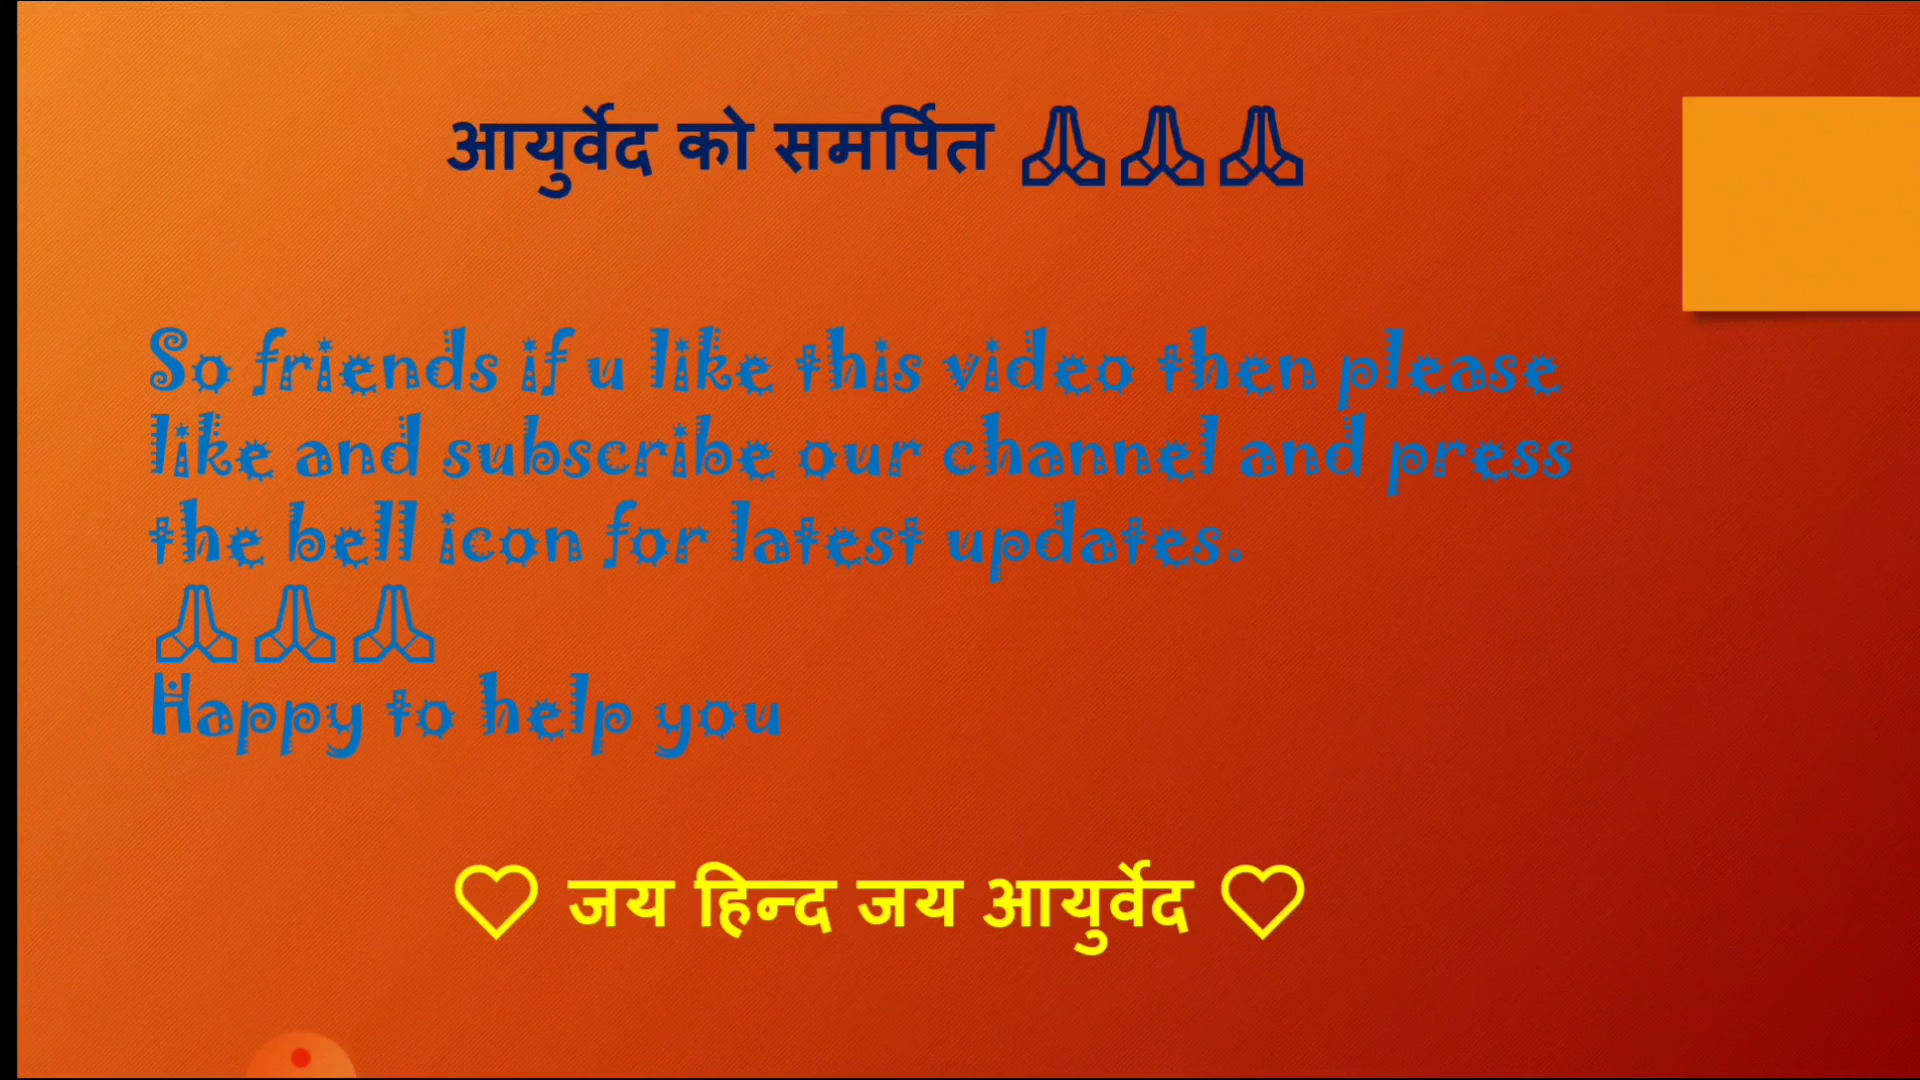 आयुर्वेद को समर्पित 🙏🙏🙏
So friends if u like this video then please
like and subscribe our channel and press
the bell icon for latest updates.
🙏🙏🙏
Happy to help you
♡ जय हिन्द जय आयुर्वेद ♡